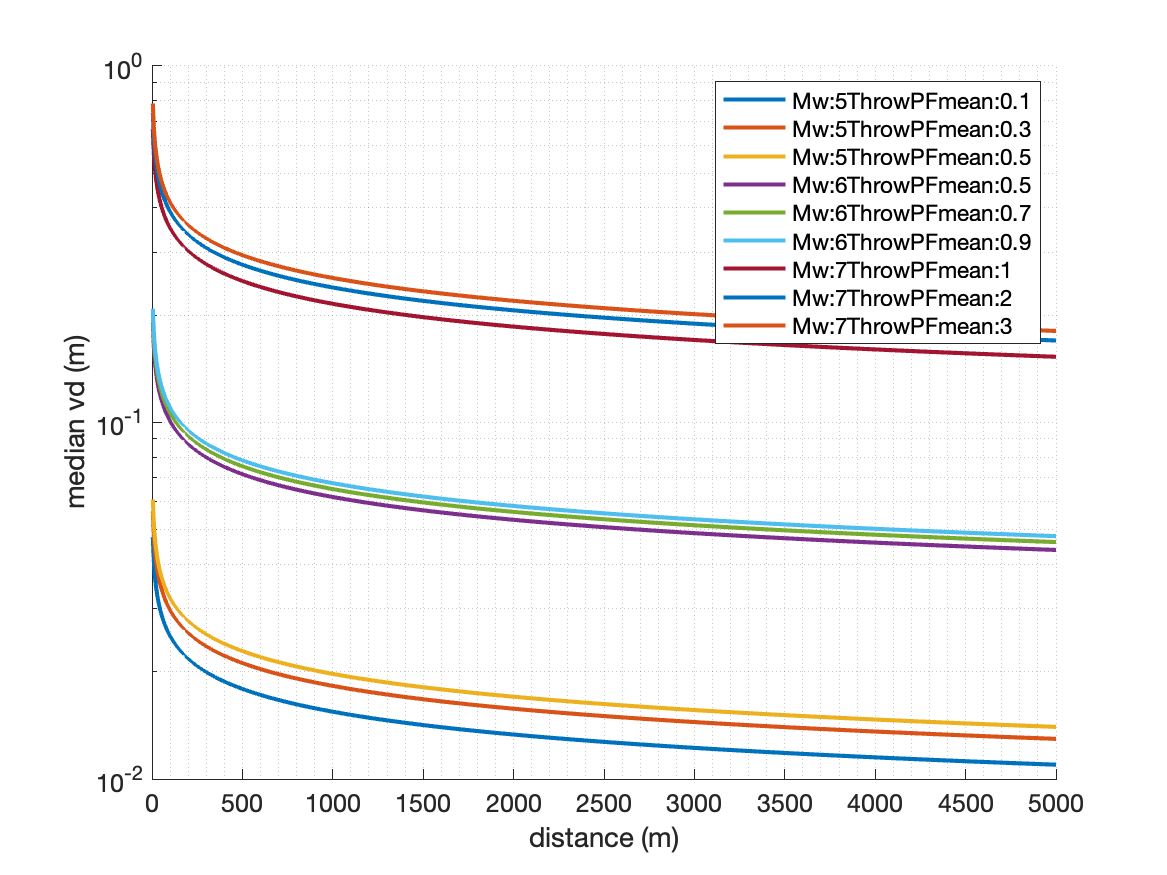 10^0
10^-1
10^-2
median vd (m)
Mw:5ThrowPFmean:0.1
Mw:5ThrowPFmean:0.3
Mw:5ThrowPFmean:0.5
Mw:6ThrowPFmean:0.5
Mw:6ThrowPFmean:0.7
Mw:6ThrowPFmean:0.9
Mw:7ThrowPFmean:1
Mw:7ThrowPFmean:2
Mw:7ThrowPFmean:3
0 500 1000 1500 2000 2500 3000 3500 4000 4500 5000
distance (m)